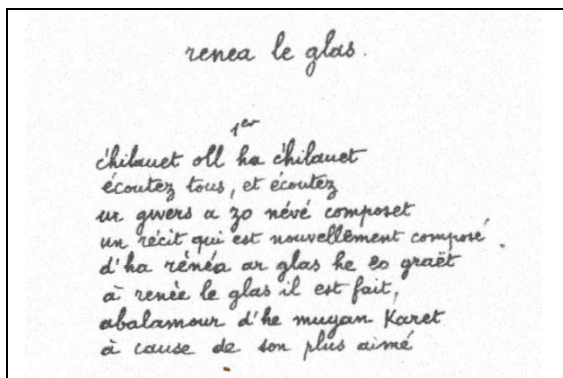 renea le glas.
1er
c'hilauet oll ha c'hilauet
écoutez tous, et écoutez
ur gwers a zo névé composet
un récit qui est nouvellement composé.
d'ha rénéa ar glas he eo graët
à renée le glas il est fait,
abalamour d'he muyan Karet
à cause de son plus aimé